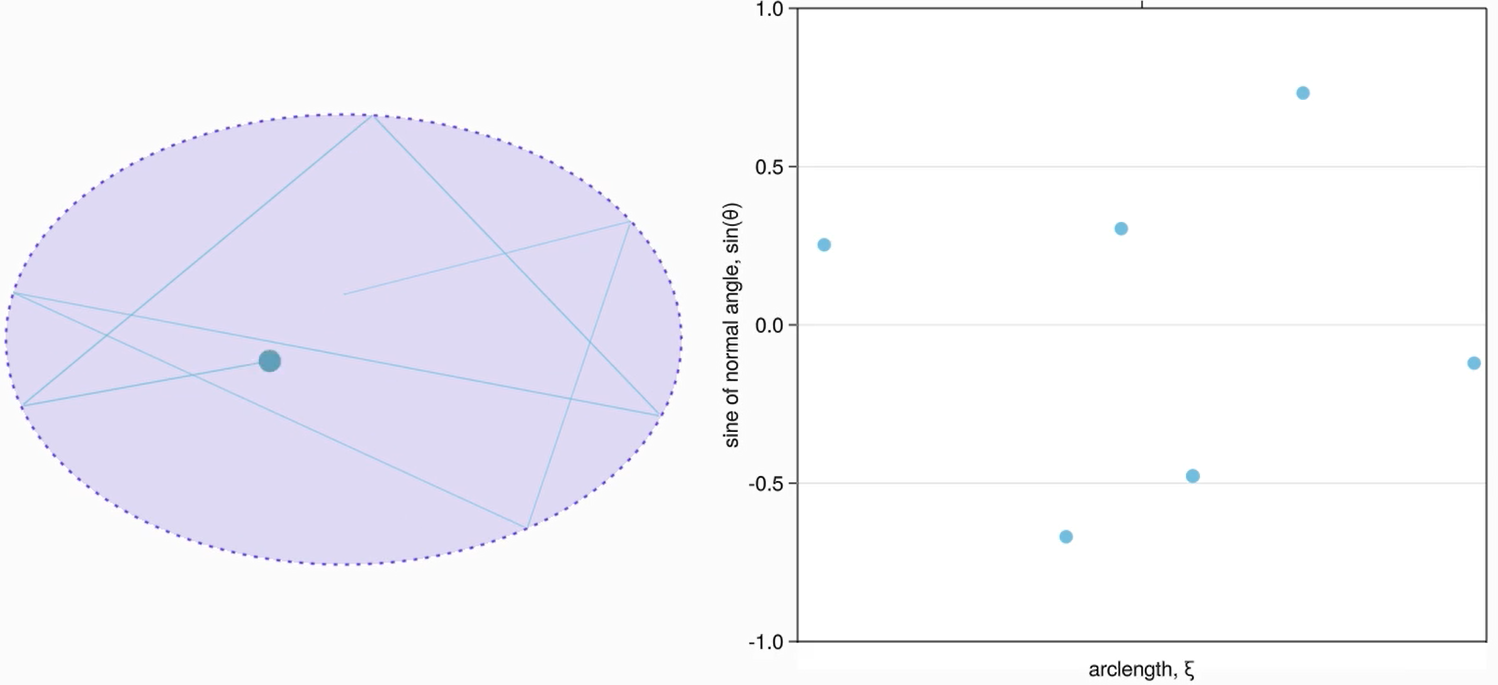 1.0
0.5
0.0
-0.5
-1.0
sine of normal angle, sin(θ)
arclength, ξ